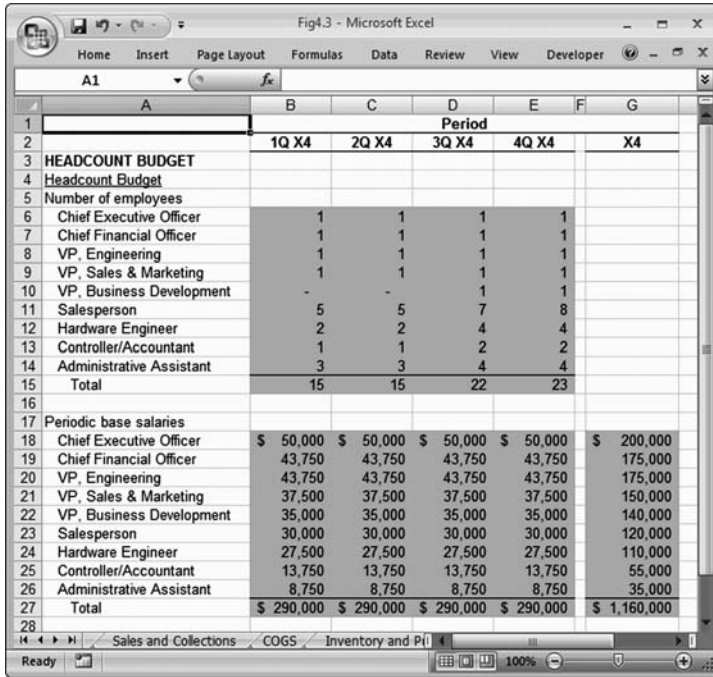 Fig4.3 - Microsoft Excel
Home Insert Page Layout Formulas Data Review View Developer
A1 fx
A B C D E F G
1 Period
2 1Q X4 2Q X4 3Q X4 4Q X4 X4
3 HEADCOUNT BUDGET
4 Headcount Budget
5 Number of employees
6 Chief Executive Officer 1 1 1 1
7 Chief Financial Officer 1 1 1 1
8 VP, Engineering 1 1 1 1
9 VP, Sales & Marketing 1 1 1 1
10 VP, Business Development - - 1 1
11 Salesperson 5 5 7 8
12 Hardware Engineer 2 2 4 4
13 Controller/Accountant 1 1 2 2
14 Administrative Assistant 3 3 4 4
15 Total 15 15 22 23
16
17 Periodic base salaries
18 Chief Executive Officer $ 50,000 $ 50,000 $ 50,000 $ 50,000 $ 200,000
19 Chief Financial Officer 43,750 43,750 43,750 43,750 175,000
20 VP, Engineering 43,750 43,750 43,750 43,750 175,000
21 VP, Sales & Marketing 37,500 37,500 37,500 37,500 150,000
22 VP, Business Development 35,000 35,000 35,000 35,000 140,000
23 Salesperson 30,000 30,000 30,000 30,000 120,000
24 Hardware Engineer 27,500 27,500 27,500 27,500 110,000
25 Controller/Accountant 13,750 13,750 13,750 13,750 55,000
26 Administrative Assistant 8,750 8,750 8,750 8,750 35,000
27 Total $ 290,000 $ 290,000 $ 290,000 $ 290,000 $ 1,160,000
28
Sales and Collections COGS Inventory and
Ready 100%